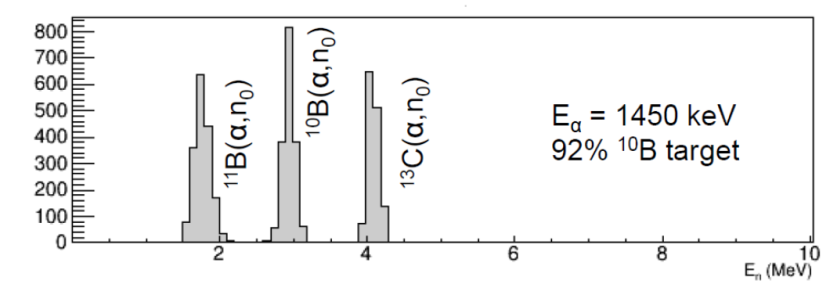 800
700
600
500
400
300
200
100
0
¹¹B(α,n₀)
¹⁰B(α,n₀)
¹³C(α,n₀)
Eα = 1450 keV
92% ¹⁰B target
2 4 6 8 10
Eₙ (MeV)